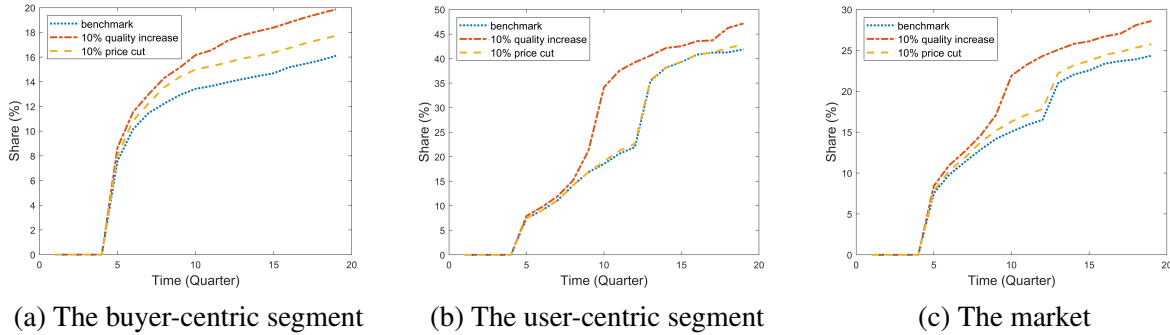 benchmark
10% quality increase
10% price cut
Share (%)
20
18
16
14
12
10
8
6
4
2
0
0 5 10 15 20
Time (Quarter)
(a) The buyer-centric segment
benchmark
10% quality increase
10% price cut
Share (%)
50
45
40
35
30
25
20
15
10
5
0
0 5 10 15 20
Time (Quarter)
(b) The user-centric segment
benchmark
10% quality increase
10% price cut
Share (%)
30
25
20
15
10
5
0
0 5 10 15 20
Time (Quarter)
(c) The market